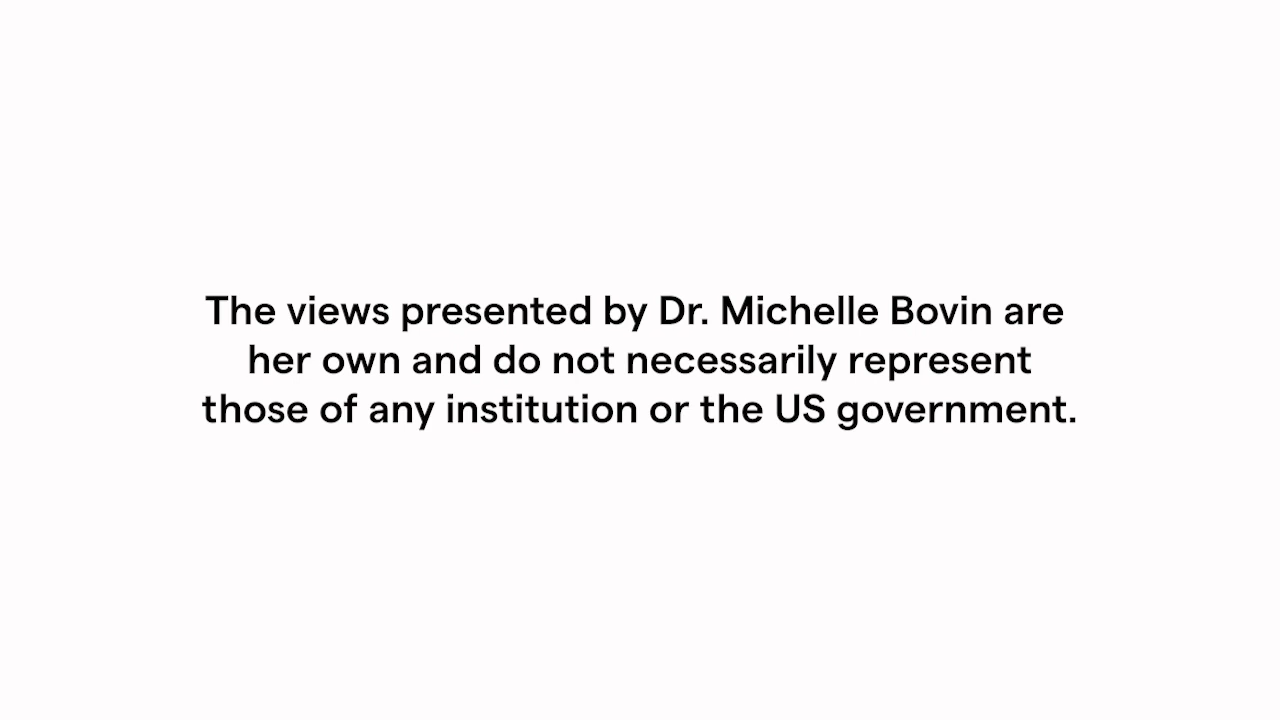 The views presented by Dr. Michelle Bovin are
her own and do not necessarily represent
those of any institution or the US government.